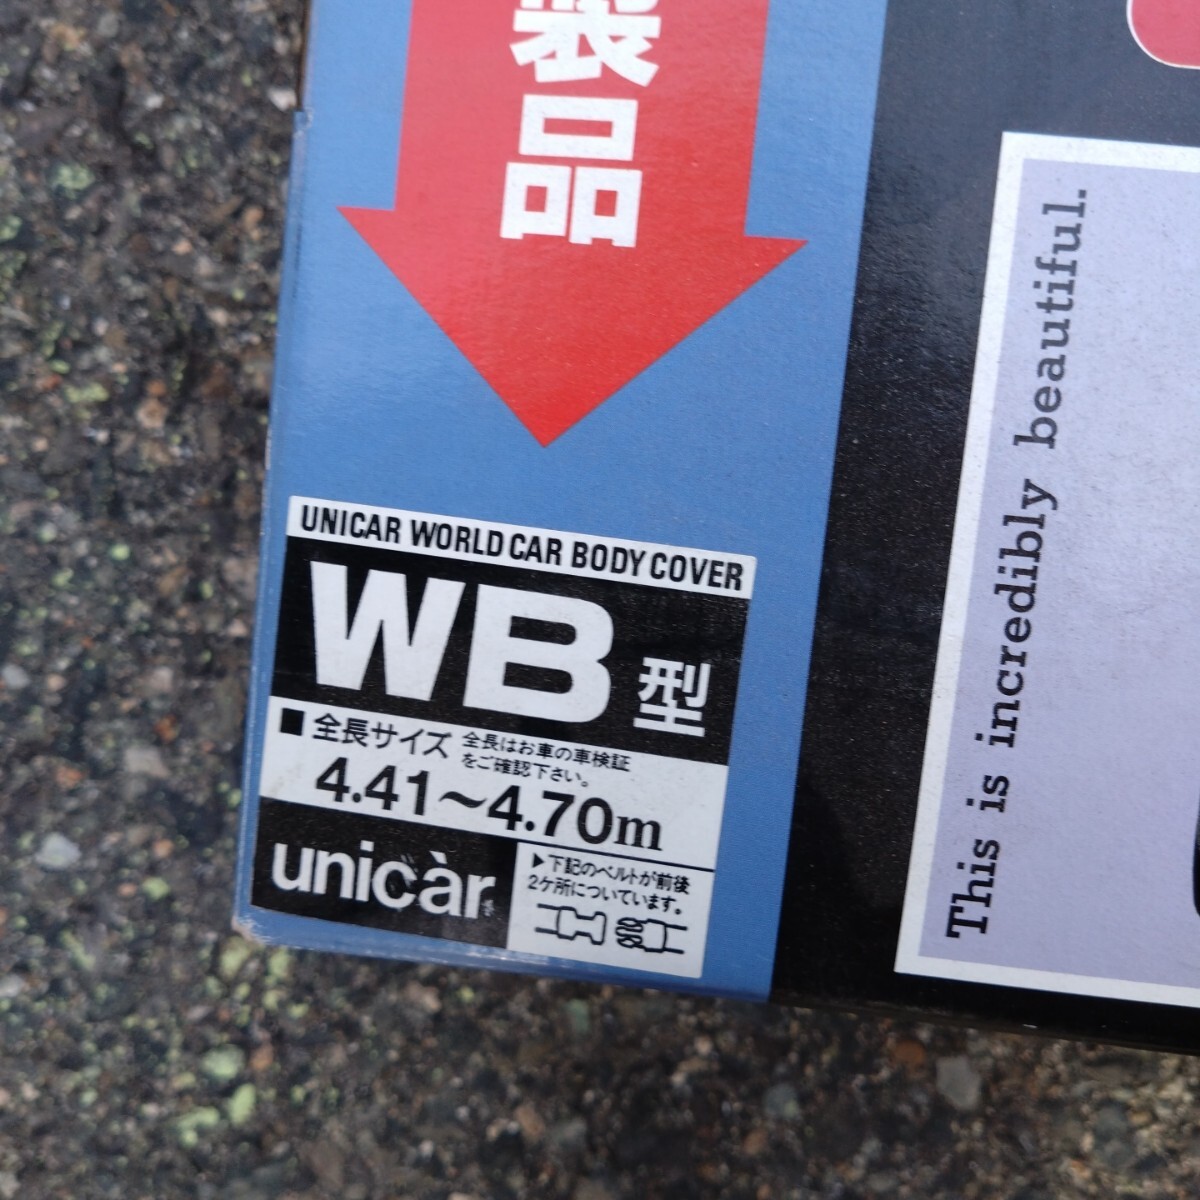 装品
UNICAR WORLD CAR BODY COVER
WB型
■全長サイズ 全長はお車の車検証
をご確認下さい。
4.41〜4.70m
unicàr
▶下記のベルトが前後
2ケ所についています。
This is incredibly beautiful.